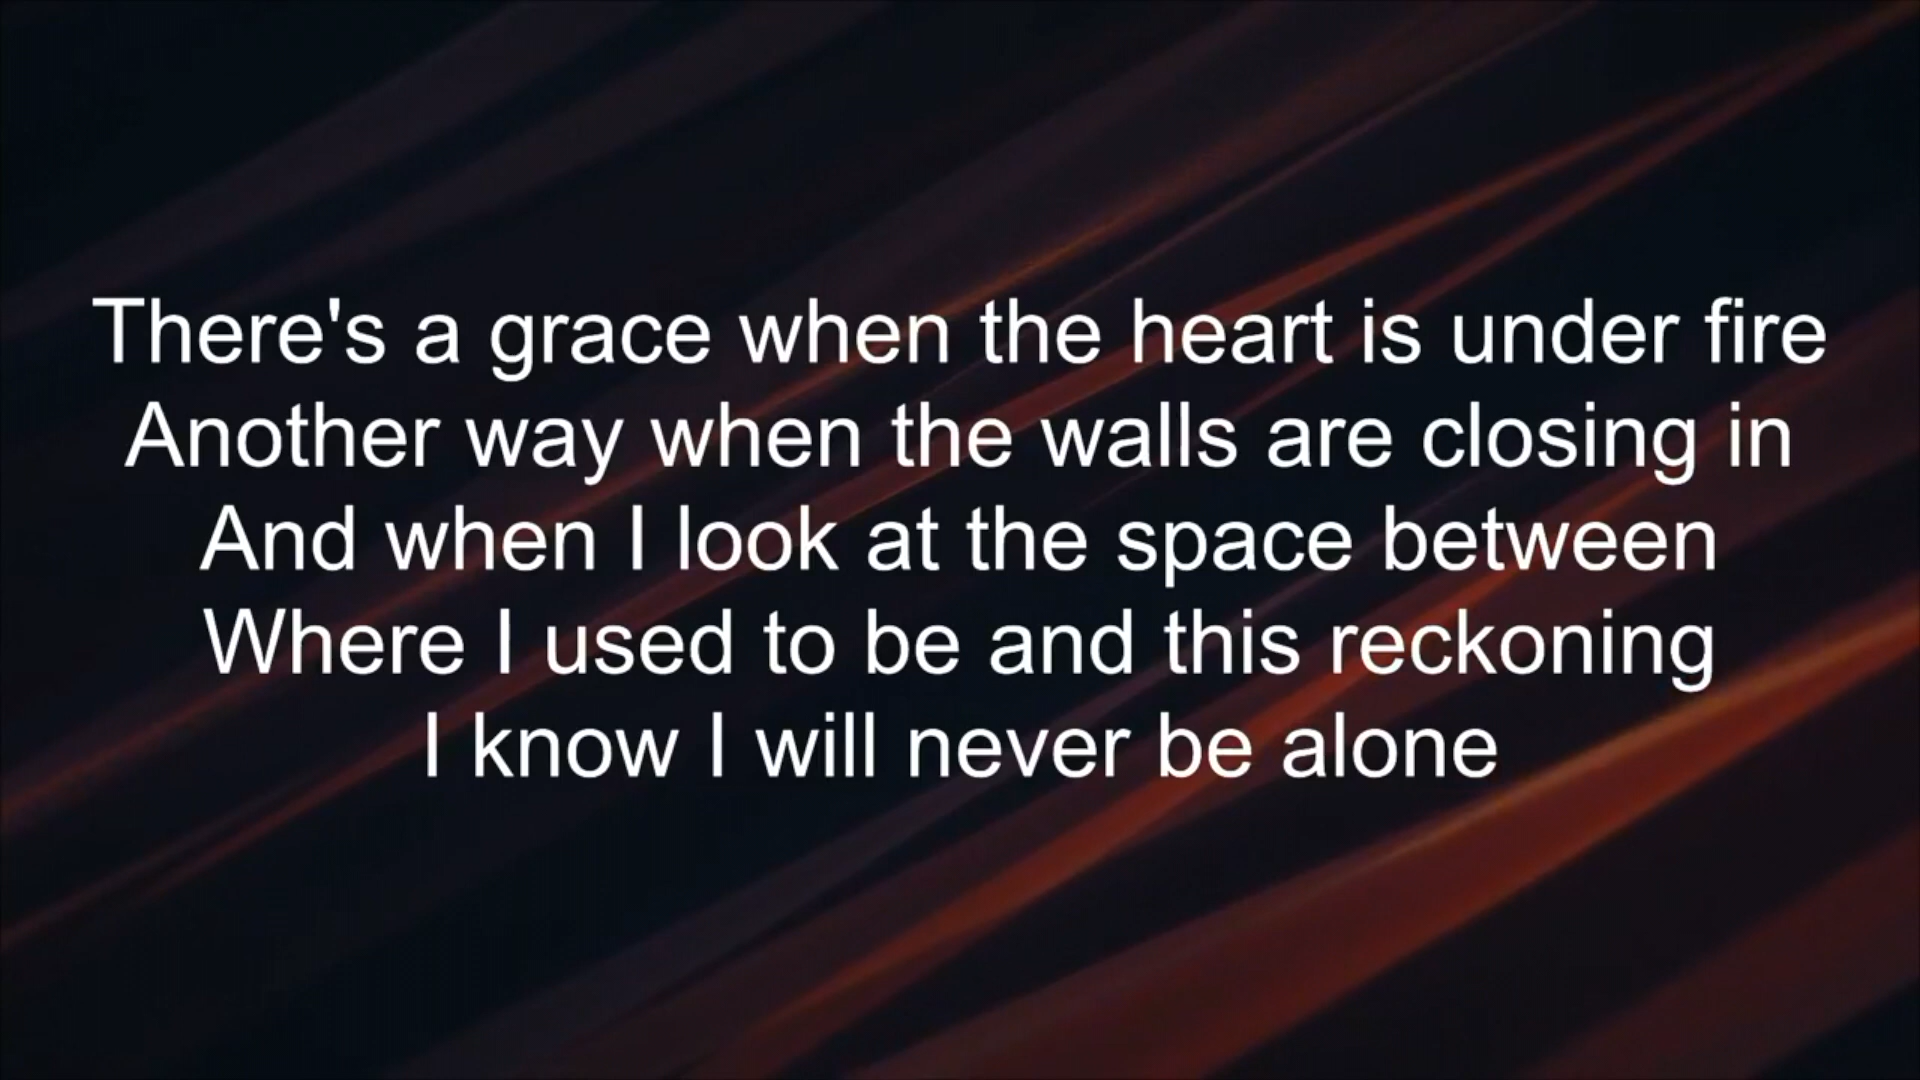 There's a grace when the heart is under fire
Another way when the walls are closing in
And when I look at the space between
Where I used to be and this reckoning
I know I will never be alone